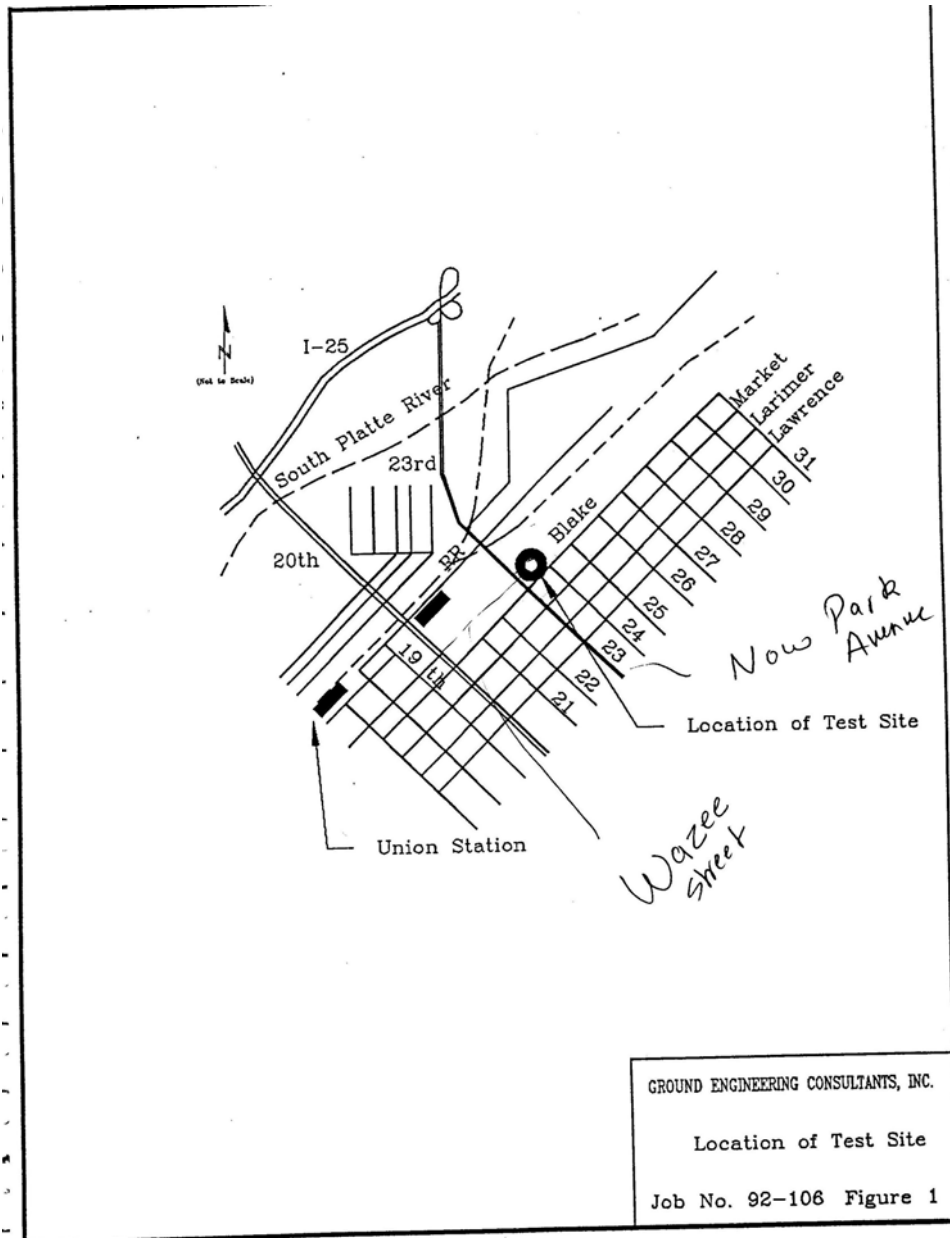 N
(Not to Scale)
I-25
South Platte River
23rd
20th
RR
19 th
Blake
Market
Larimer
Lawrence
31
30
29
28
27
26
25
24
23
22
21
Now Park
Avenue
Location of Test Site
Union Station
Wazee
street
GROUND ENGINEERING CONSULTANTS, INC.
Location of Test Site
Job No. 92-106 Figure 1